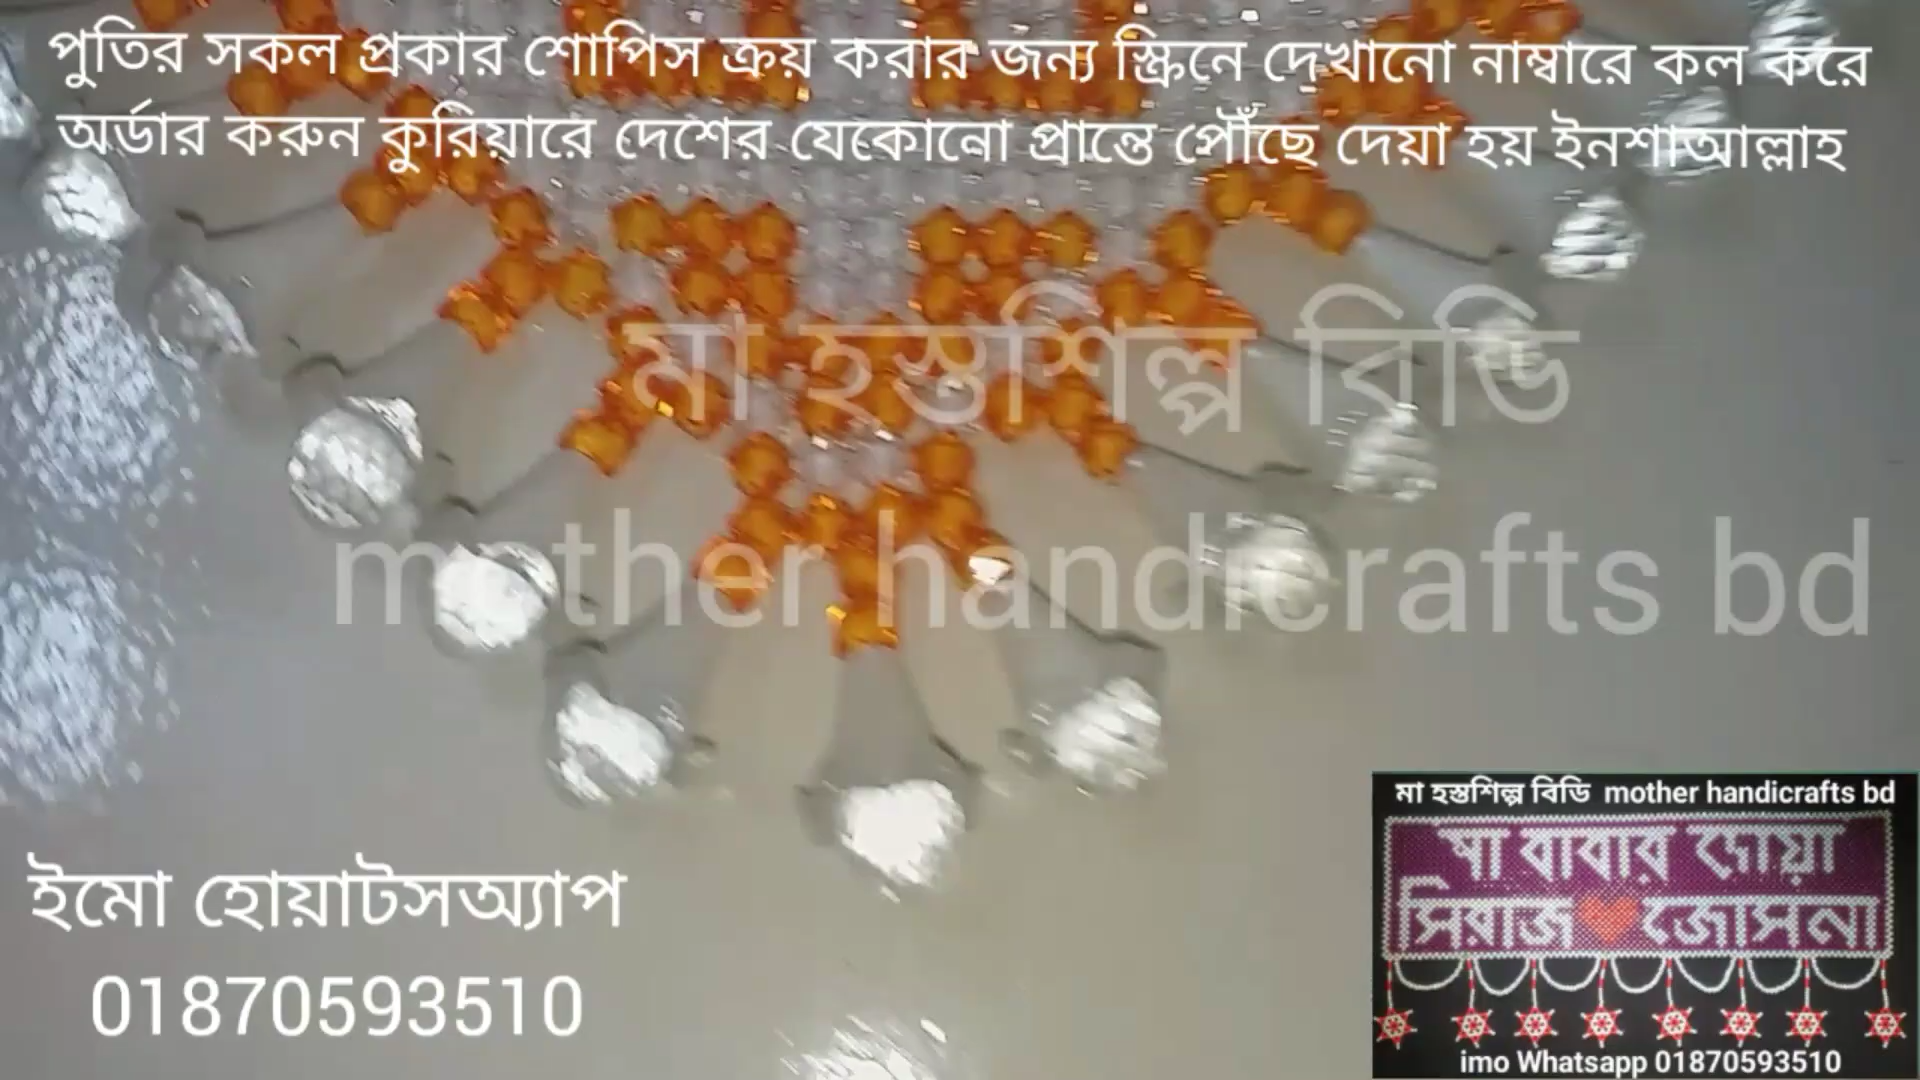 পুতির সকল প্রকার শোপিস ক্রয় করার জন্য স্ক্রিনে দেখানো নাম্বারে কল করে
অর্ডার করুন কুরিয়ারে দেশের যেকোনো প্রান্তে পৌঁছে দেয়া হয় ইনশাআল্লাহ
মা হস্তশিল্প বিডি
mother handicrafts bd
ইমো হোয়াটসঅ্যাপ
01870593510
মা হস্তশিল্প বিডি mother handicrafts bd
মা বাবার দোয়া
সিরাজ❤জোসনা
imo Whatsapp 01870593510